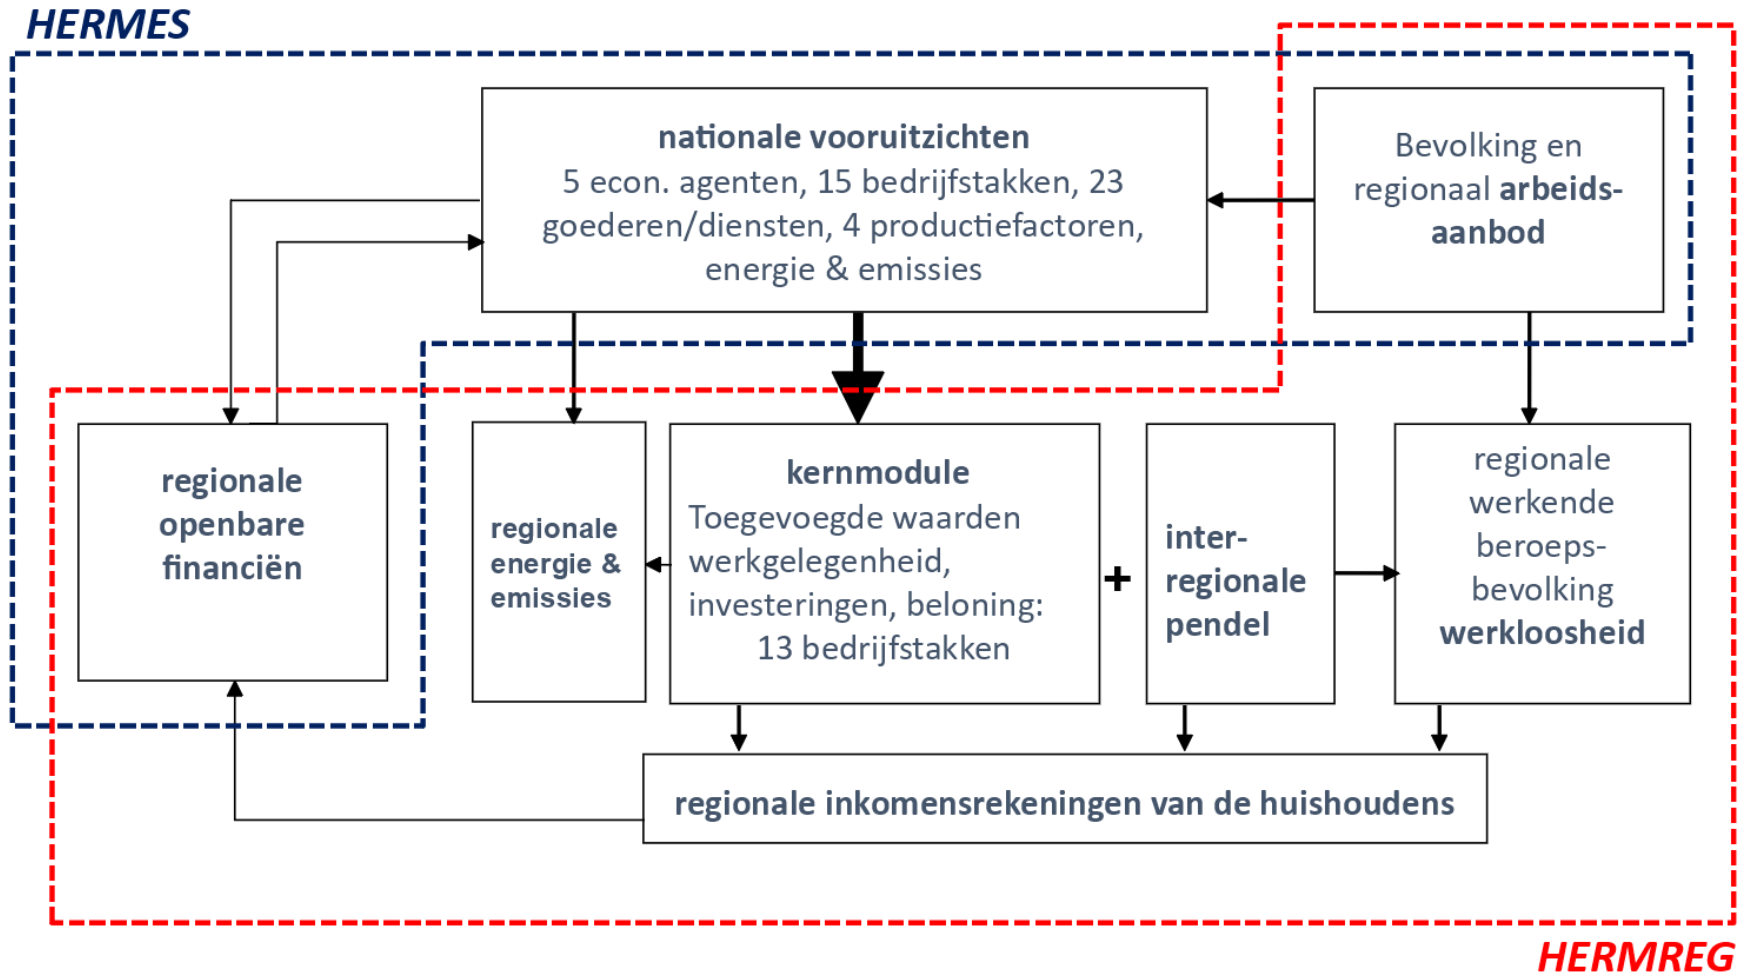 HERMES
nationale vooruitzichten
5 econ. agenten, 15 bedrijfstakken, 23
goederen/diensten, 4 productiefactoren,
energie & emissies
Bevolking en
regionaal arbeids-
aanbod
regionale
openbare
financiën
regionale
energie &
emissies
kernmodule
Toegevoegde waarden
werkgelegenheid,
investeringen, beloning:
13 bedrijfstakken
+
inter-
regionale
pendel
regionale
werkende
beroeps-
bevolking
werkloosheid
regionale inkomensrekeningen van de huishoudens
HERMREG